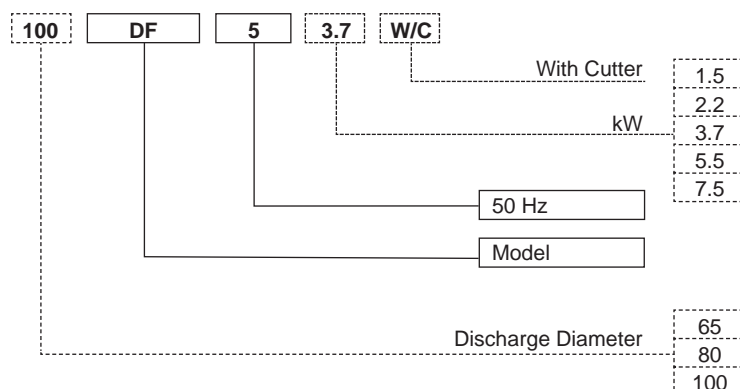 100 DF 5 3.7 W/C
With Cutter
1.5
2.2
kW
3.7
5.5
7.5
50 Hz
Model
65
Discharge Diameter
80
100